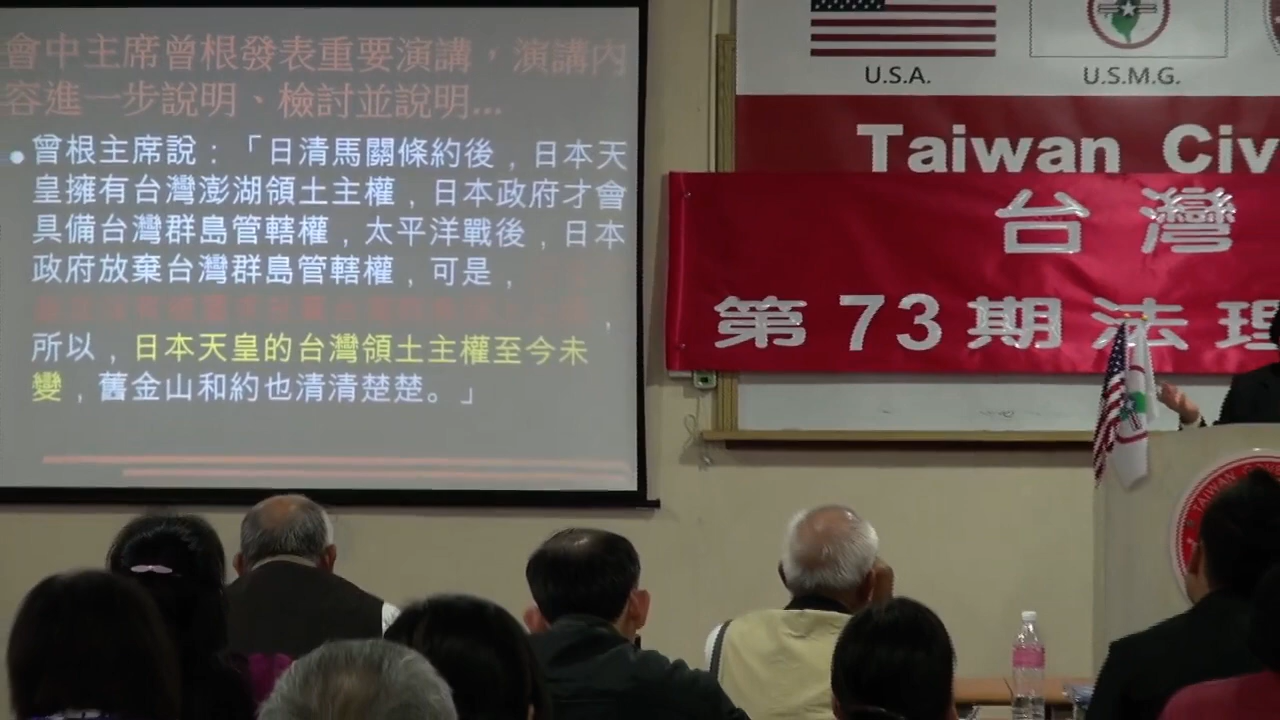 會中主席曾根發表重要演講，演講內
容進一步說明、檢討並說明...
曾根主席說：「日清馬關條約後，日本天
皇擁有台灣澎湖領土主權，日本政府才會
具備台灣群島管轄權，太平洋戰後，日本
政府放棄台灣群島管轄權，可是，
，
所以，日本天皇的台灣領土主權至今未
變，舊金山和約也清清楚楚。」
U.S.A.
U.S.M.G.
Taiwan Civ
台灣
第73期法理
TAIWAN